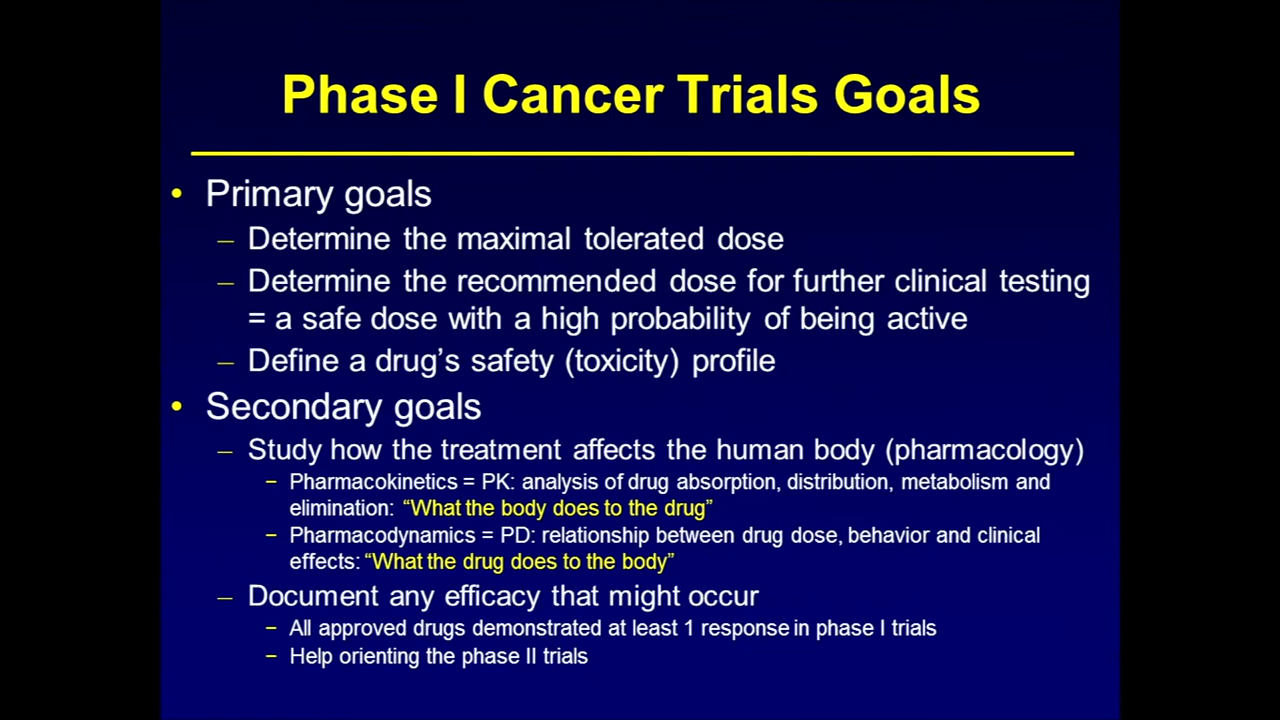 Phase I Cancer Trials Goals
• Primary goals
– Determine the maximal tolerated dose
– Determine the recommended dose for further clinical testing
= a safe dose with a high probability of being active
– Define a drug’s safety (toxicity) profile
• Secondary goals
– Study how the treatment affects the human body (pharmacology)
− Pharmacokinetics = PK: analysis of drug absorption, distribution, metabolism and
elimination: “What the body does to the drug”
− Pharmacodynamics = PD: relationship between drug dose, behavior and clinical
effects: “What the drug does to the body”
– Document any efficacy that might occur
− All approved drugs demonstrated at least 1 response in phase I trials
− Help orienting the phase II trials